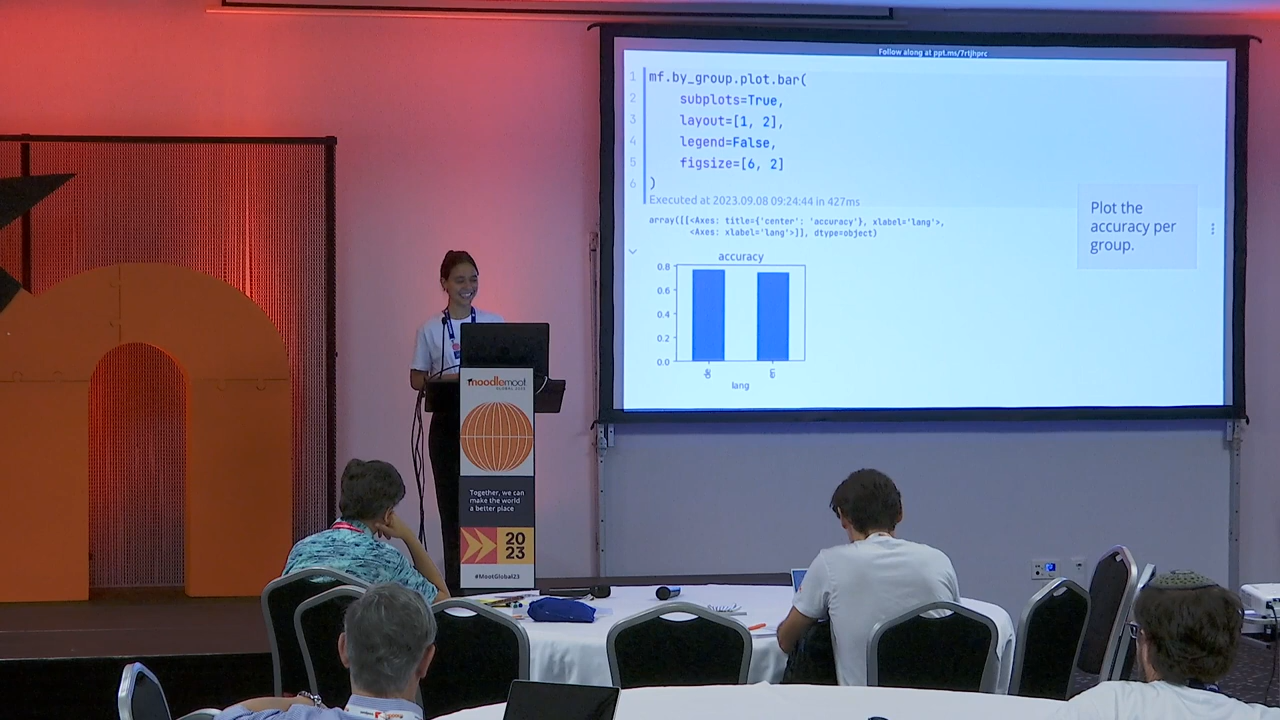 Follow along at ppt.ms/7rtjhprc
1 mf.by_group.plot.bar(
2 subplots=True,
3 layout=[1, 2],
4 legend=False,
5 figsize=[6, 2]
6 )
Executed at 2023.09.08 09:24:44 in 427ms
array([[<Axes: title={'center': 'accuracy'}, xlabel='lang'>,
<Axes: xlabel='lang'>]], dtype=object)
Plot the
accuracy per
group.
accuracy
0.8
0.6
0.4
0.2
0.0
lang
moodlemoot
GLOBAL 2023
Together, we can
make the world
a better place
20
23
#MootGlobal23